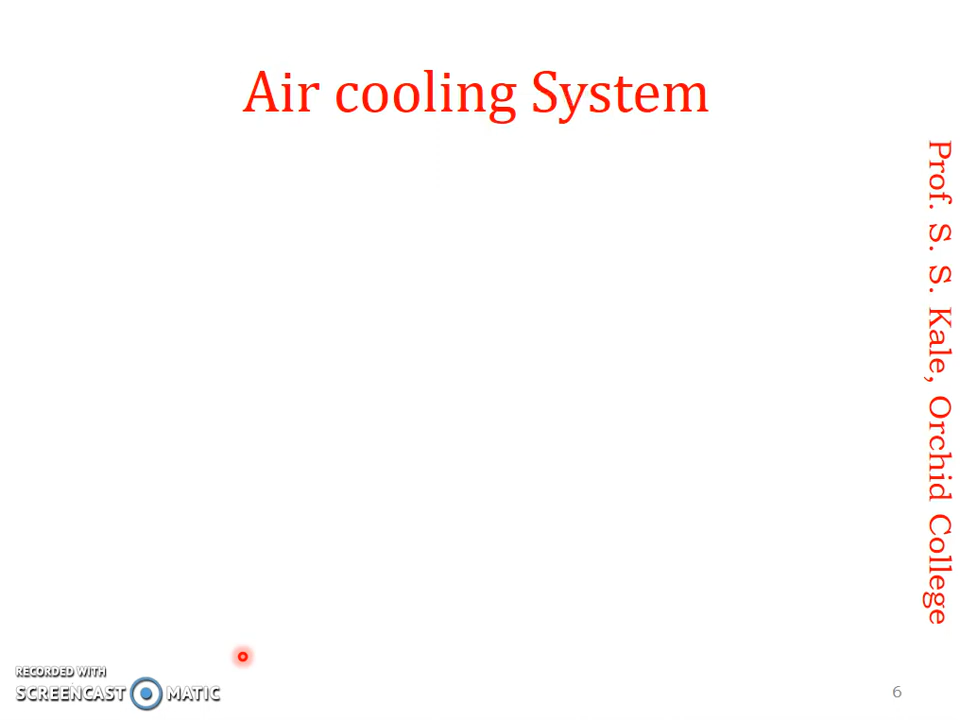 Air cooling System
Prof. S. S. Kale, Orchid College
RECORDED WITH
SCREENCAST MATIC
6